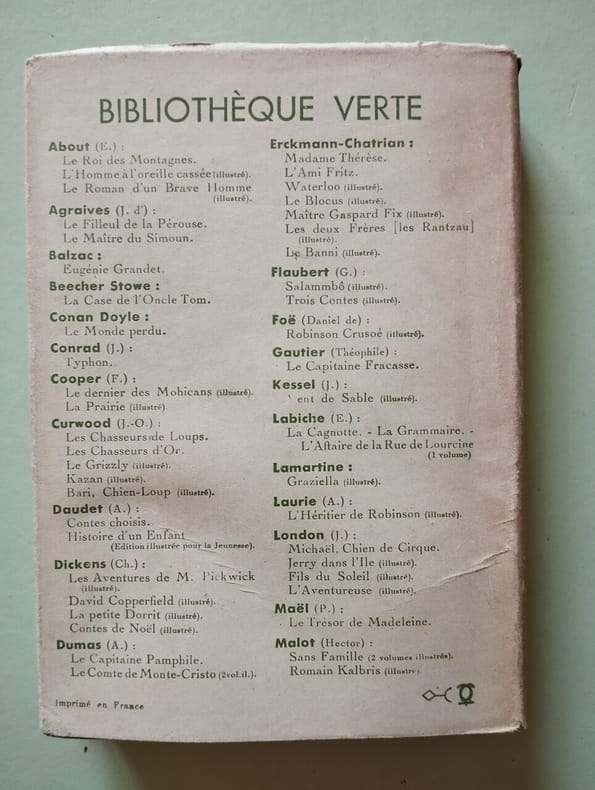 BIBLIOTHÈQUE VERTE
About (E.) :
Le Roi des Montagnes.
L'Homme à l'oreille cassée (illustré).
Le Roman d'un Brave Homme
(illustré).
Agraives (J. d') :
Le Filleul de la Pérouse.
Le Maître du Simoun.
Balzac :
Eugénie Grandet.
Beecher Stowe :
La Case de l'Oncle Tom.
Conan Doyle :
Le Monde perdu.
Conrad (J.) :
Typhon.
Cooper (F.) :
Le dernier des Mohicans (illustré).
La Prairie (illustré).
Curwood (J.-O.) :
Les Chasseurs de Loups.
Les Chasseurs d'Or.
Le Grizzly (illustré).
Kazan (illustré).
Bari, Chien-Loup (illustré).
Daudet (A.) :
Contes choisis.
Histoire d'un Enfant
(Edition illustrée pour la Jeunesse).
Dickens (Ch.) :
Les Aventures de M. Pickwick
(illustré).
David Copperfield (illustré).
La petite Dorrit (illustré).
Contes de Noël (illustré).
Dumas (A.) :
Le Capitaine Pamphile.
Le Comte de Monte-Cristo (2vol.il.).
Imprimé en France
Erckmann-Chatrian :
Madame Thérèse.
L'Ami Fritz.
Waterloo (illustré).
Le Blocus (illustré).
Maître Gaspard Fix (illustré).
Les deux Frères [les Rantzau]
(illustré).
Le Banni (illustré).
Flaubert (G.) :
Salammbô (illustré).
Trois Contes (illustré).
Foë (Daniel de) :
Robinson Crusoé (illustré).
Gautier (Théophile) :
Le Capitaine Fracasse.
Kessel (J.) :
ent de Sable (illustré).
Labiche (E.) :
La Cagnotte. - La Grammaire. -
L'Affaire de la Rue de Lourcine
(1 volume)
Lamartine :
Graziella (illustré).
Laurie (A.) :
L'Héritier de Robinson (illustré).
London (J.) :
Michaël, Chien de Cirque.
Jerry dans l'Ile (illustré).
Fils du Soleil (illustré).
L'Aventureuse (illustré).
Maël (P.) :
Le Trésor de Madeleine.
Malot (Hector) :
Sans Famille (2 volumes illustrés).
Romain Kalbris (illustré).